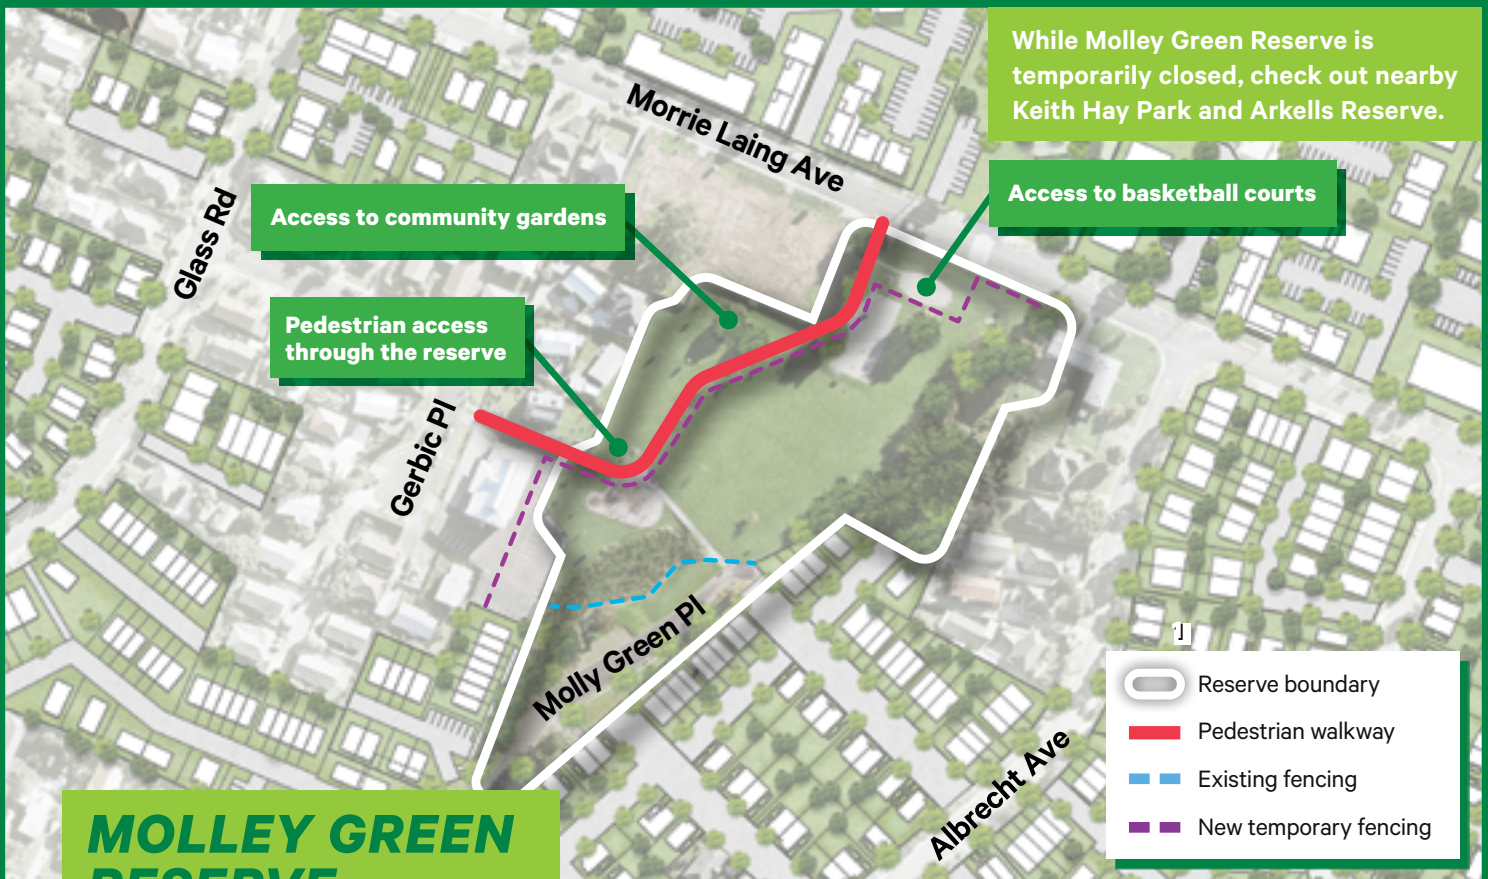 While Molley Green Reserve is
temporarily closed, check out nearby
Keith Hay Park and Arkells Reserve.
Morrie Laing Ave
Access to basketball courts
Access to community gardens
Glass Rd
Pedestrian access
through the reserve
Gerbic Pl
Molly Green Pl
Albrecht Ave
Reserve boundary
Pedestrian walkway
Existing fencing
New temporary fencing
MOLLEY GREEN
RESERVE